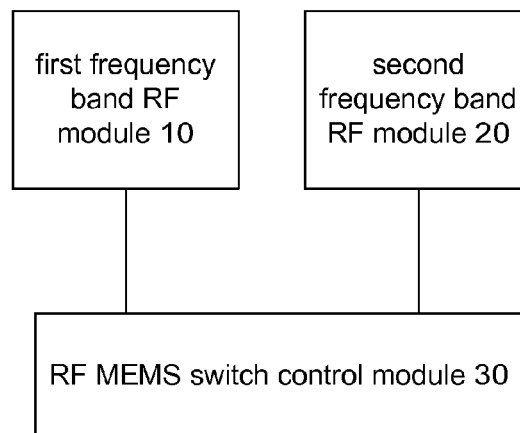 first frequency
band RF
module 10
second
frequency band
RF module 20
RF MEMS switch control module 30